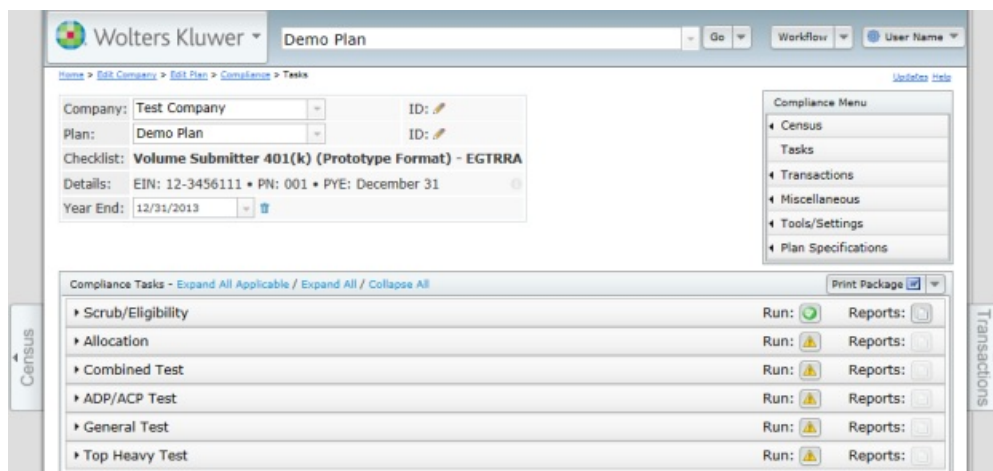 Wolters Kluwer
Demo Plan
Go
Workflow
User Name
Home > Edit Company > Edit Plan > Compliance > Tasks
Updates Help
Company: Test Company ID:
Plan: Demo Plan ID:
Checklist: Volume Submitter 401(k) (Prototype Format) - EGTRRA
Details: EIN: 12-3456111 • PN: 001 • PYE: December 31
Year End: 12/31/2013
Compliance Menu
Census
Tasks
Transactions
Miscellaneous
Tools/Settings
Plan Specifications
Compliance Tasks - Expand All Applicable / Expand All / Collapse All
Print Package
Scrub/Eligibility Run: Reports:
Allocation Run: Reports:
Combined Test Run: Reports:
ADP/ACP Test Run: Reports:
General Test Run: Reports:
Top Heavy Test Run: Reports:
Census
Transactions